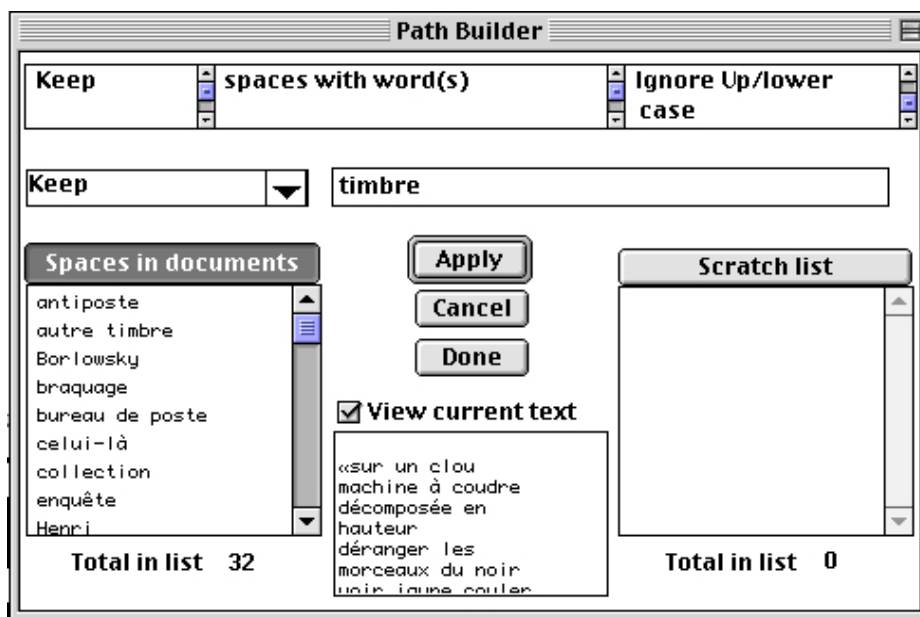 Path Builder
Keep
spaces with word(s)
Ignore Up/lower
case
Keep
timbre
Spaces in documents
antiposte
autre timbre
Borlowsky
braquage
bureau de poste
celui-là
collection
enquête
Henri
Total in list 32
Apply
Cancel
Done
View current text
«sur un clou
machine à coudre
décomposée en
hauteur
déranger les
morceaux du noir
voir jaune couler
Scratch list
Total in list 0